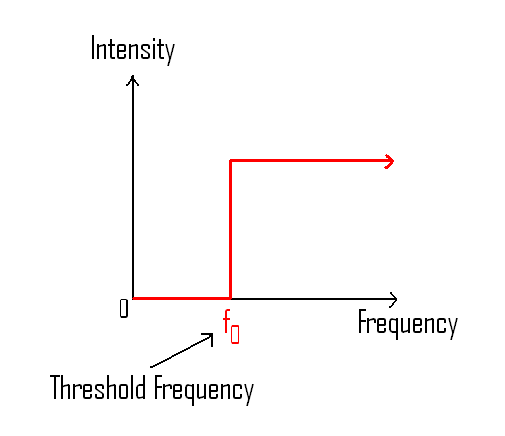 Intensity
0
f0
Frequency
Threshold Frequency